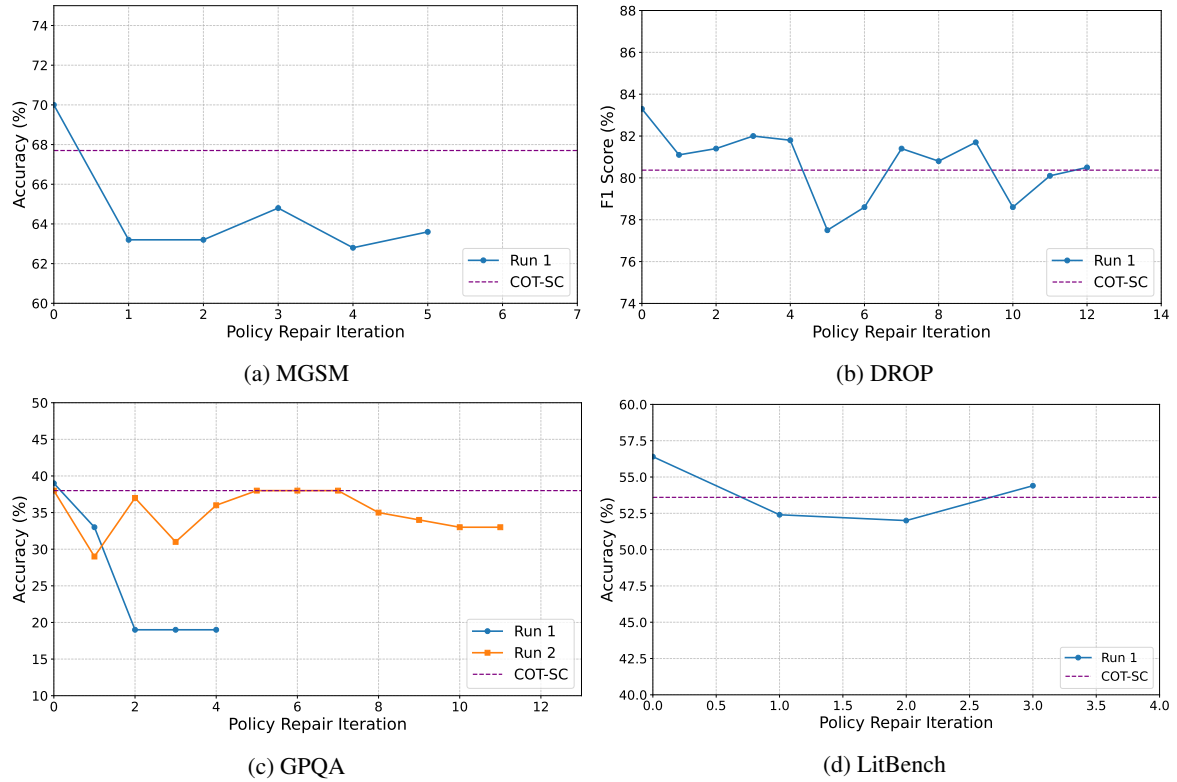 74
72
70
68
66
64
62
60
Accuracy (%)
0 1 2 3 4 5 6 7
Policy Repair Iteration
Run 1
COT-SC
(a) MGSM
88
86
84
82
80
78
76
74
F1 Score (%)
0 2 4 6 8 10 12 14
Policy Repair Iteration
Run 1
COT-SC
(b) DROP
50
45
40
35
30
25
20
15
10
Accuracy (%)
0 2 4 6 8 10 12
Policy Repair Iteration
Run 1
Run 2
COT-SC
(c) GPQA
60.0
57.5
55.0
52.5
50.0
47.5
45.0
42.5
40.0
Accuracy (%)
0.0 0.5 1.0 1.5 2.0 2.5 3.0 3.5 4.0
Policy Repair Iteration
Run 1
COT-SC
(d) LitBench